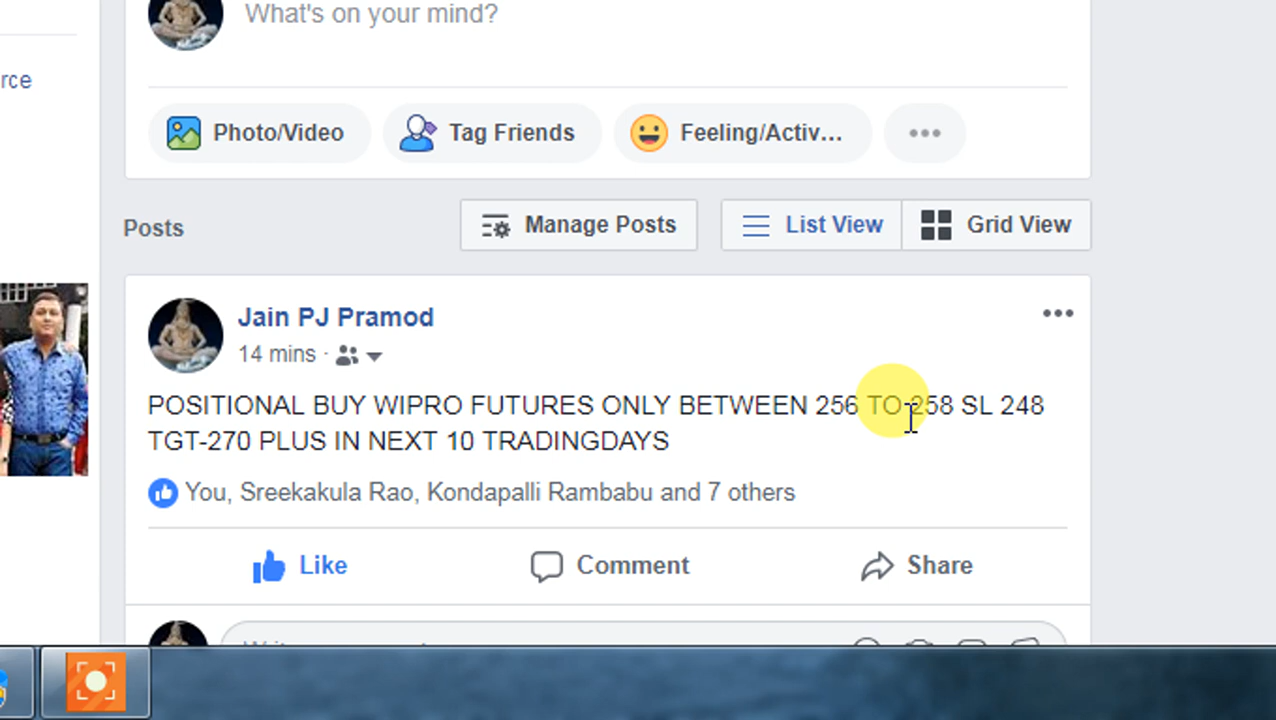 What's on your mind?
rce
Photo/Video
Tag Friends
Feeling/Activ...
Posts
Manage Posts
List View
Grid View
Jain PJ Pramod
14 mins ·
POSITIONAL BUY WIPRO FUTURES ONLY BETWEEN 256 TO 258 SL 248
TGT-270 PLUS IN NEXT 10 TRADINGDAYS
You, Sreekakula Rao, Kondapalli Rambabu and 7 others
Like
Comment
Share